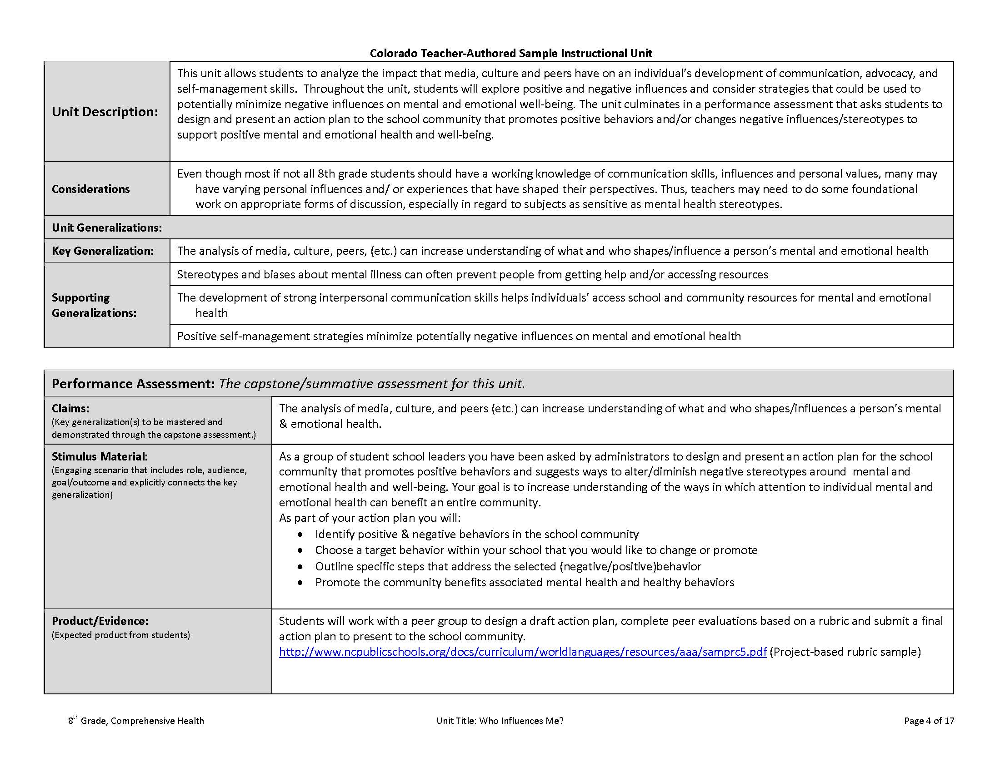 Colorado Teacher-Authored Sample Instructional Unit
Unit Description:
This unit allows students to analyze the impact that media, culture and peers have on an individual’s development of communication, advocacy, and
self-management skills.  Throughout the unit, students will explore positive and negative influences and consider strategies that could be used to
potentially minimize negative influences on mental and emotional well-being. The unit culminates in a performance assessment that asks students to
design and present an action plan to the school community that promotes positive behaviors and/or changes negative influences/stereotypes to
support positive mental and emotional health and well-being.
Considerations
Even though most if not all 8th grade students should have a working knowledge of communication skills, influences and personal values, many may
have varying personal influences and/ or experiences that have shaped their perspectives. Thus, teachers may need to do some foundational
work on appropriate forms of discussion, especially in regard to subjects as sensitive as mental health stereotypes.
Unit Generalizations:
Key Generalization:
The analysis of media, culture, peers, (etc.) can increase understanding of what and who shapes/influence a person’s mental and emotional health
Supporting
Generalizations:
Stereotypes and biases about mental illness can often prevent people from getting help and/or accessing resources
The development of strong interpersonal communication skills helps individuals’ access school and community resources for mental and emotional
health
Positive self-management strategies minimize potentially negative influences on mental and emotional health
Performance Assessment: The capstone/summative assessment for this unit.
Claims:
(Key generalization(s) to be mastered and
demonstrated through the capstone assessment.)
The analysis of media, culture, and peers (etc.) can increase understanding of what and who shapes/influences a person’s mental
& emotional health.
Stimulus Material:
(Engaging scenario that includes role, audience,
goal/outcome and explicitly connects the key
generalization)
As a group of student school leaders you have been asked by administrators to design and present an action plan for the school
community that promotes positive behaviors and suggests ways to alter/diminish negative stereotypes around  mental and
emotional health and well-being. Your goal is to increase understanding of the ways in which attention to individual mental and
emotional health can benefit an entire community.
As part of your action plan you will:
• Identify positive & negative behaviors in the school community
• Choose a target behavior within your school that you would like to change or promote
• Outline specific steps that address the selected (negative/positive)behavior
• Promote the community benefits associated mental health and healthy behaviors
Product/Evidence:
(Expected product from students)
Students will work with a peer group to design a draft action plan, complete peer evaluations based on a rubric and submit a final
action plan to present to the school community.
http://www.ncpublicschools.org/docs/curriculum/worldlanguages/resources/aaa/samprc5.pdf (Project-based rubric sample)
8th Grade, Comprehensive Health
Unit Title: Who Influences Me?
Page 4 of 17